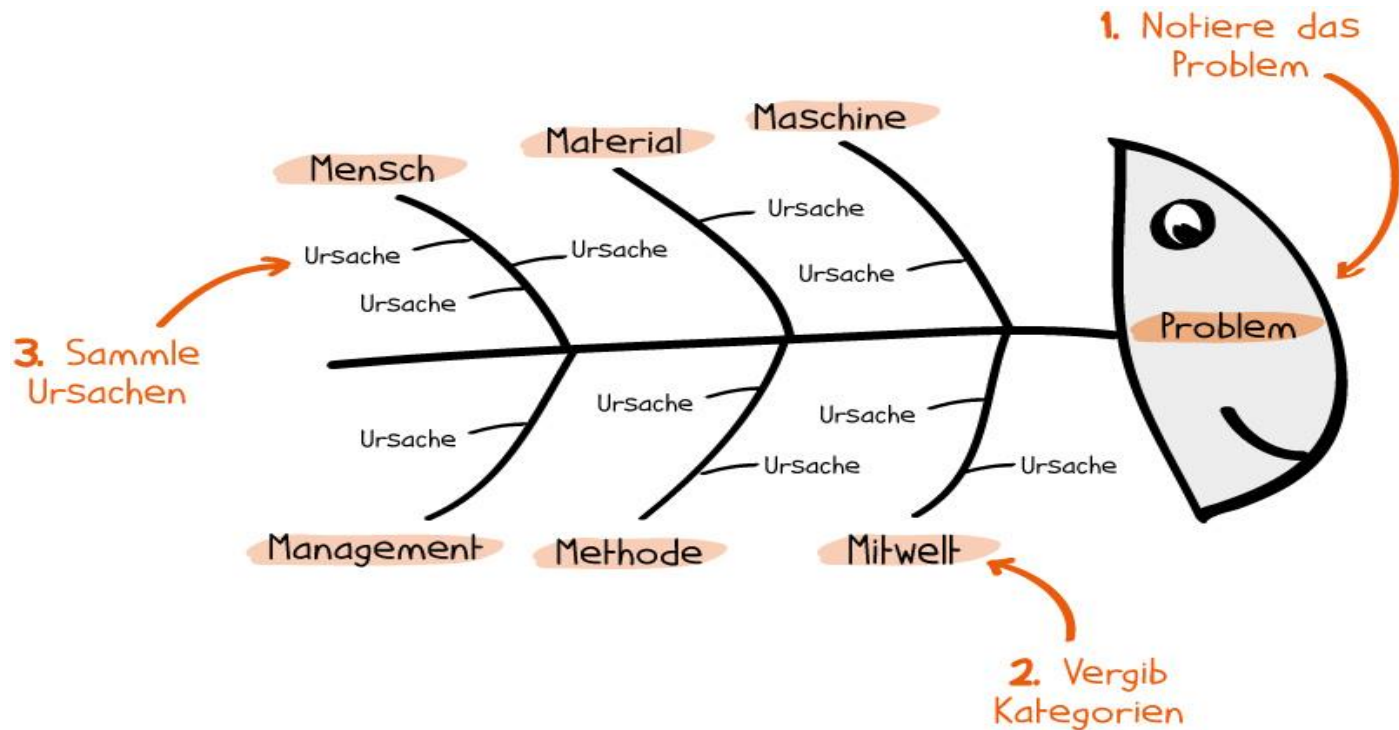 1. Notiere das
Problem
Maschine
Material
Mensch
Ursache
Ursache
Ursache
Ursache
Ursache
Problem
3. Sammle
Ursachen
Ursache
Ursache
Ursache
Ursache
Ursache
Management
Methode
Mitwelt
2. Vergib
Kategorien